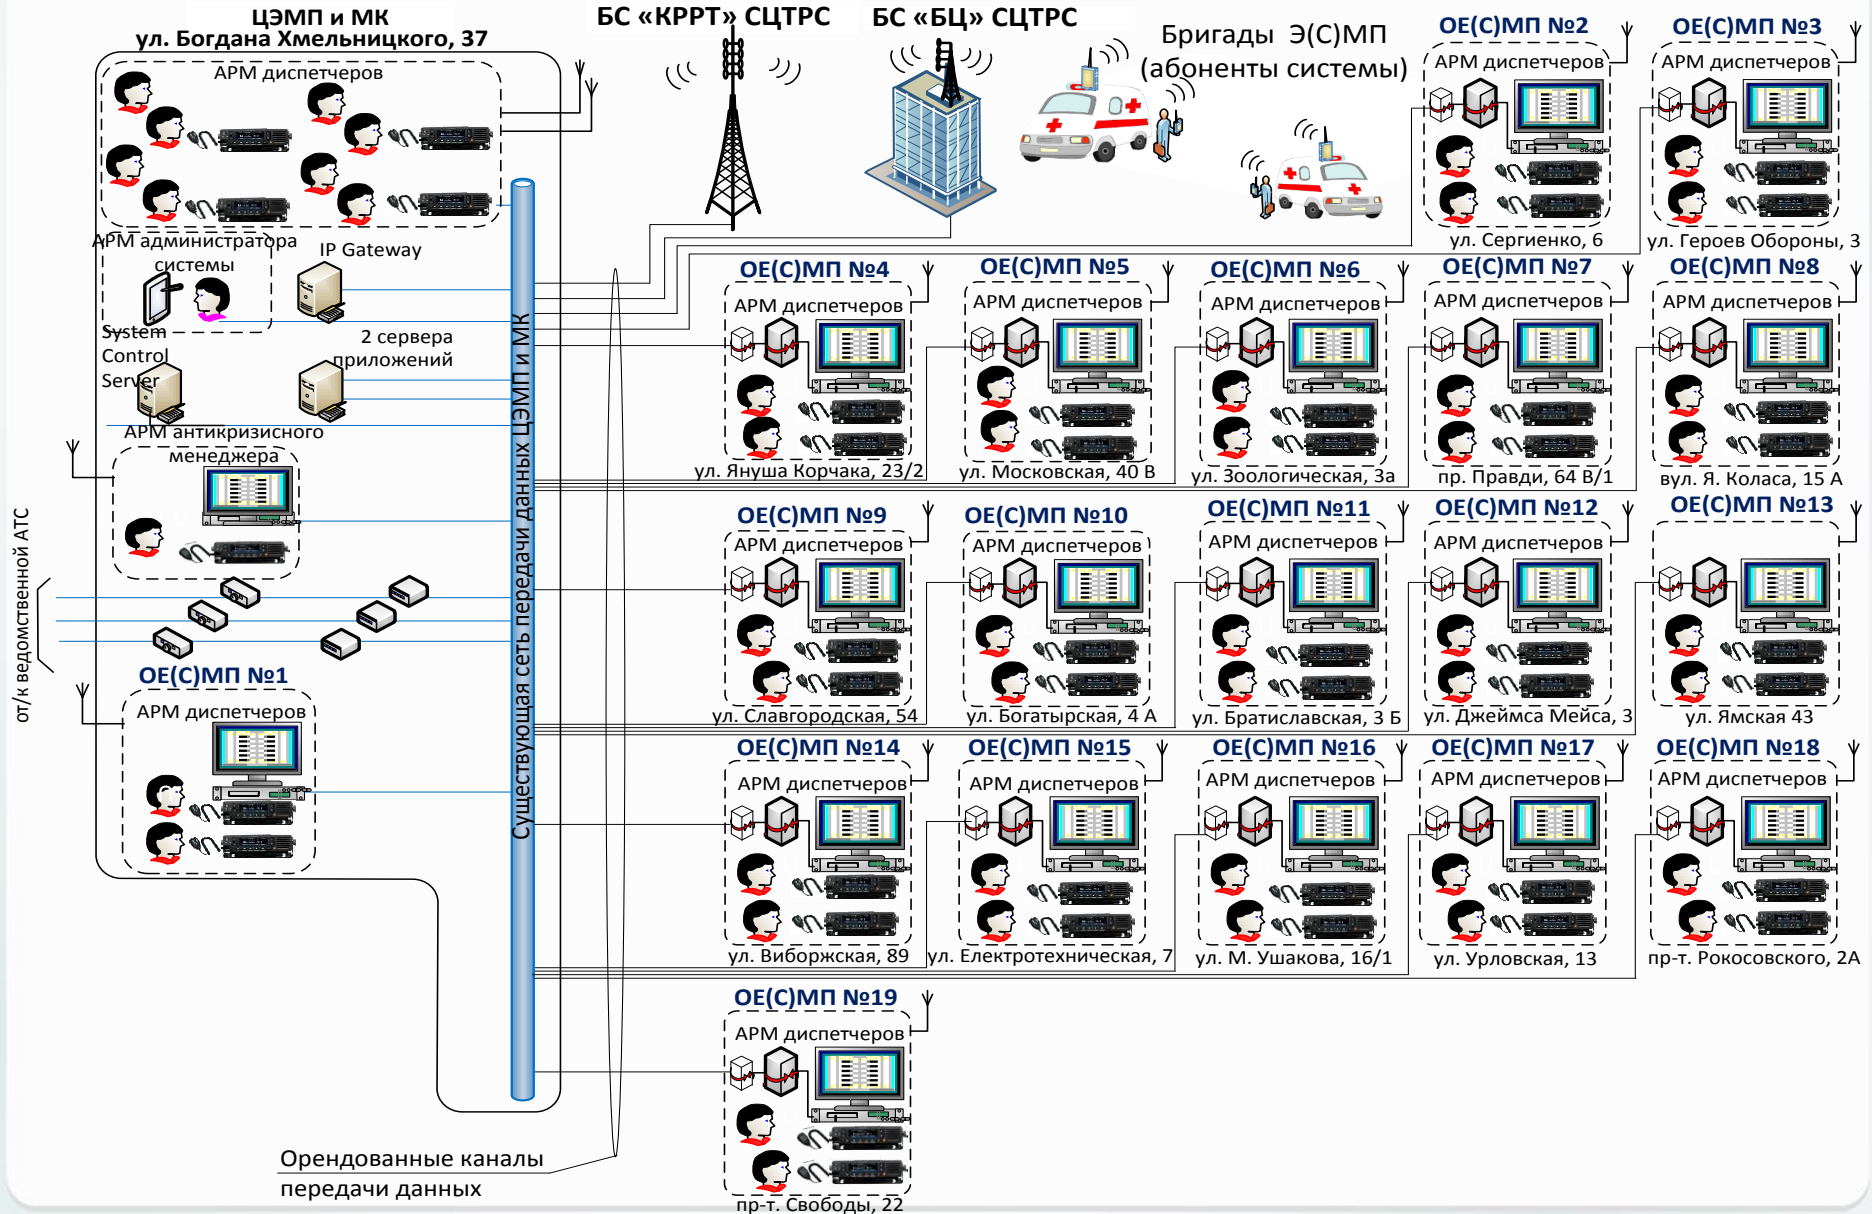 ЦЭМП и МК
ул. Богдана Хмельницкого, 37
АРМ диспетчеров
АРМ администратора
системы
IP Gateway
System
Control
Server
2 сервера
приложений
АРМ антикризисного
менеджера
от/к ведомственной АТС
ОЕ(С)МП №1
АРМ диспетчеров
Существующая сеть передачи данных ЦЭМП и МК
Орендованные каналы
передачи данных
БС «КРРТ» СЦТРС
БС «БЦ» СЦТРС
Бригады Э(С)МП
(абоненты системы)
ОЕ(С)МП №2
АРМ диспетчеров
ул. Сергиенко, 6
ОЕ(С)МП №3
АРМ диспетчеров
ул. Героев Обороны, 3
ОЕ(С)МП №4
АРМ диспетчеров
ул. Януша Корчака, 23/2
ОЕ(С)МП №5
АРМ диспетчеров
ул. Московская, 40 В
ОЕ(С)МП №6
АРМ диспетчеров
ул. Зоологическая, 3а
ОЕ(С)МП №7
АРМ диспетчеров
пр. Правди, 64 В/1
ОЕ(С)МП №8
АРМ диспетчеров
вул. Я. Коласа, 15 А
ОЕ(С)МП №9
АРМ диспетчеров
ул. Славгородская, 54
ОЕ(С)МП №10
АРМ диспетчеров
ул. Богатырская, 4 А
ОЕ(С)МП №11
АРМ диспетчеров
ул. Братиславская, 3 Б
ОЕ(С)МП №12
АРМ диспетчеров
ул. Джеймса Мейса, 3
ОЕ(С)МП №13
АРМ диспетчеров
ул. Ямская 43
ОЕ(С)МП №14
АРМ диспетчеров
ул. Виборжская, 89
ОЕ(С)МП №15
АРМ диспетчеров
ул. Електротехническая, 7
ОЕ(С)МП №16
АРМ диспетчеров
ул. М. Ушакова, 16/1
ОЕ(С)МП №17
АРМ диспетчеров
ул. Урловская, 13
ОЕ(С)МП №18
АРМ диспетчеров
пр-т. Рокосовского, 2А
ОЕ(С)МП №19
АРМ диспетчеров
пр-т. Свободы, 22